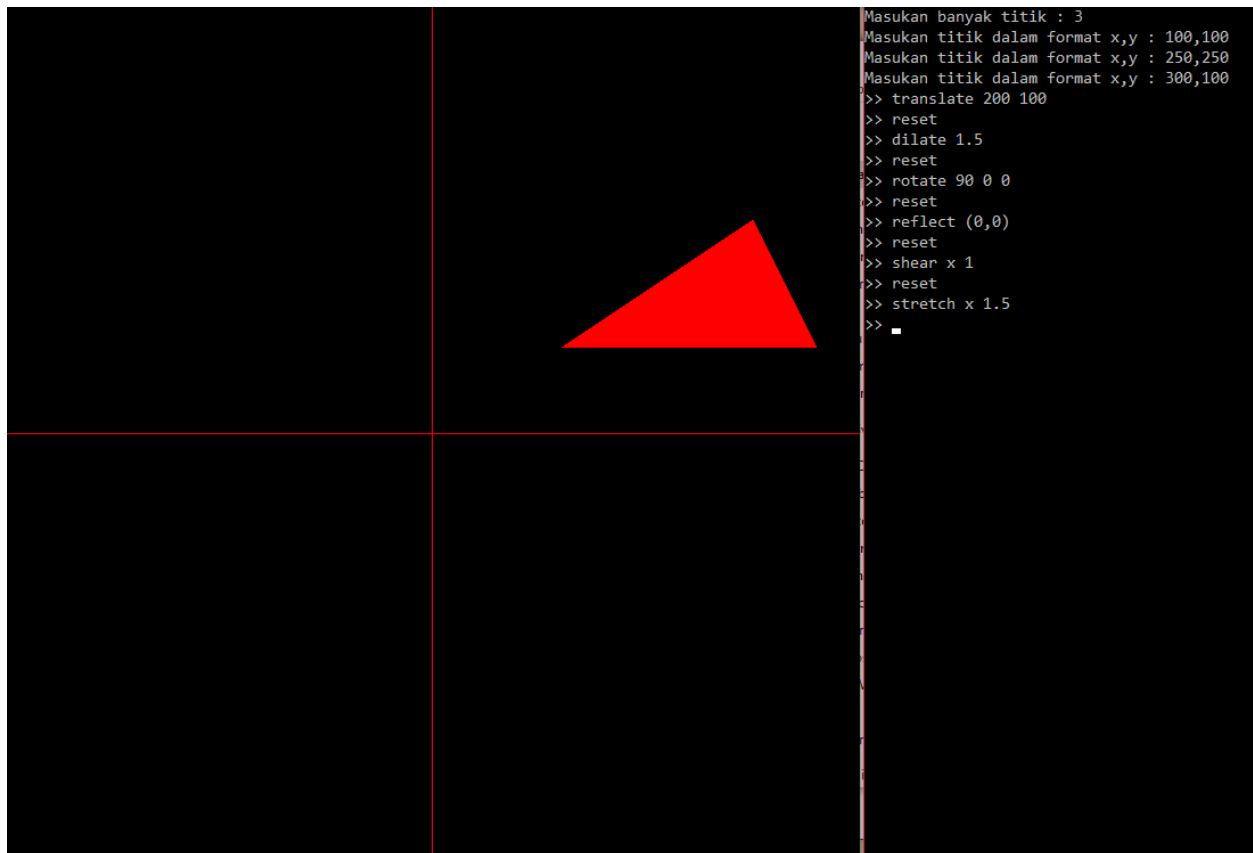 Masukan banyak titik : 3
Masukan titik dalam format x,y : 100,100
Masukan titik dalam format x,y : 250,250
Masukan titik dalam format x,y : 300,100
>> translate 200 100
>> reset
>> dilate 1.5
>> reset
>> rotate 90 0 0
>> reset
>> reflect (0,0)
>> reset
>> shear x 1
>> reset
>> stretch x 1.5
>>